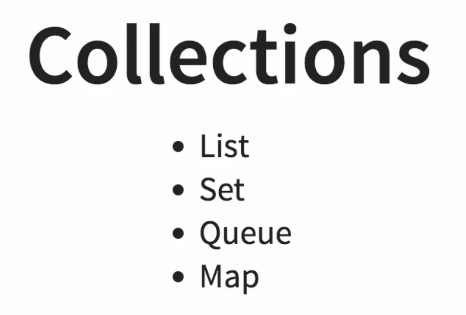 Collections
• List
• Set
• Queue
• Map